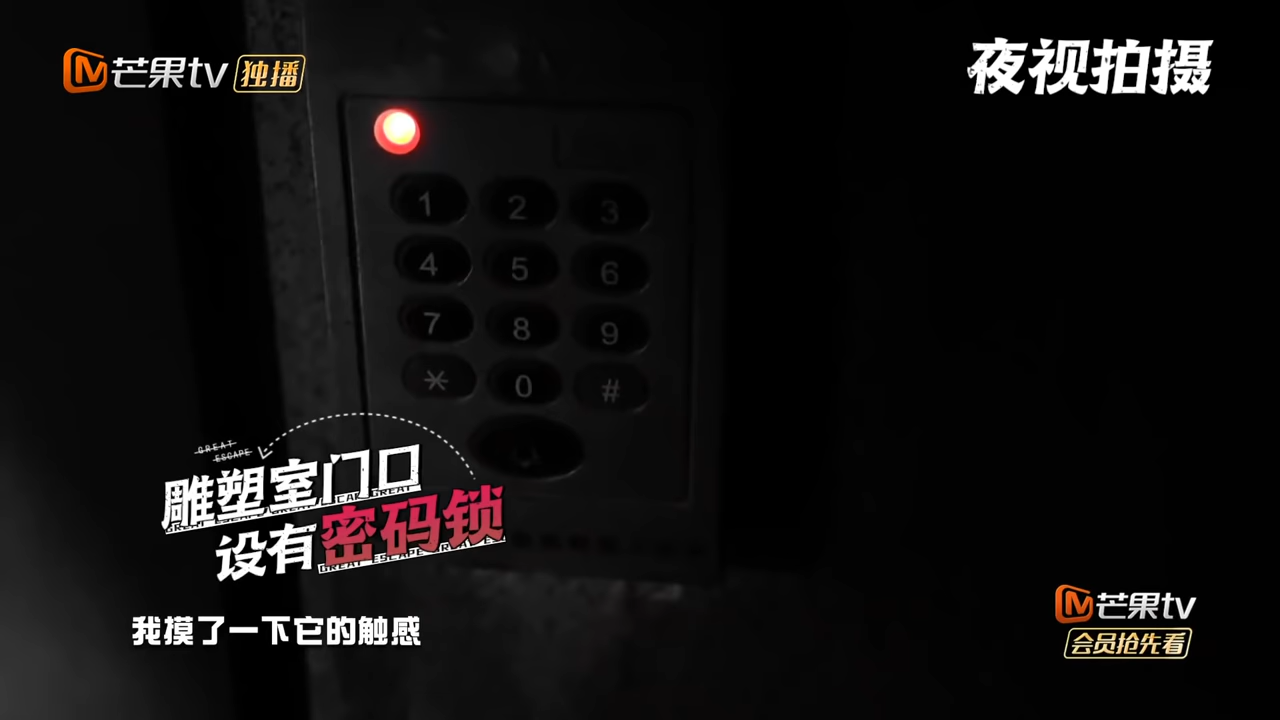 芒果tv 独播
夜视拍摄
1 2 3
4 5 6
7 8 9
* 0 #
GREAT
ESCAPE
雕塑室门口
设有密码锁
我摸了一下它的触感
芒果tv
会员抢先看